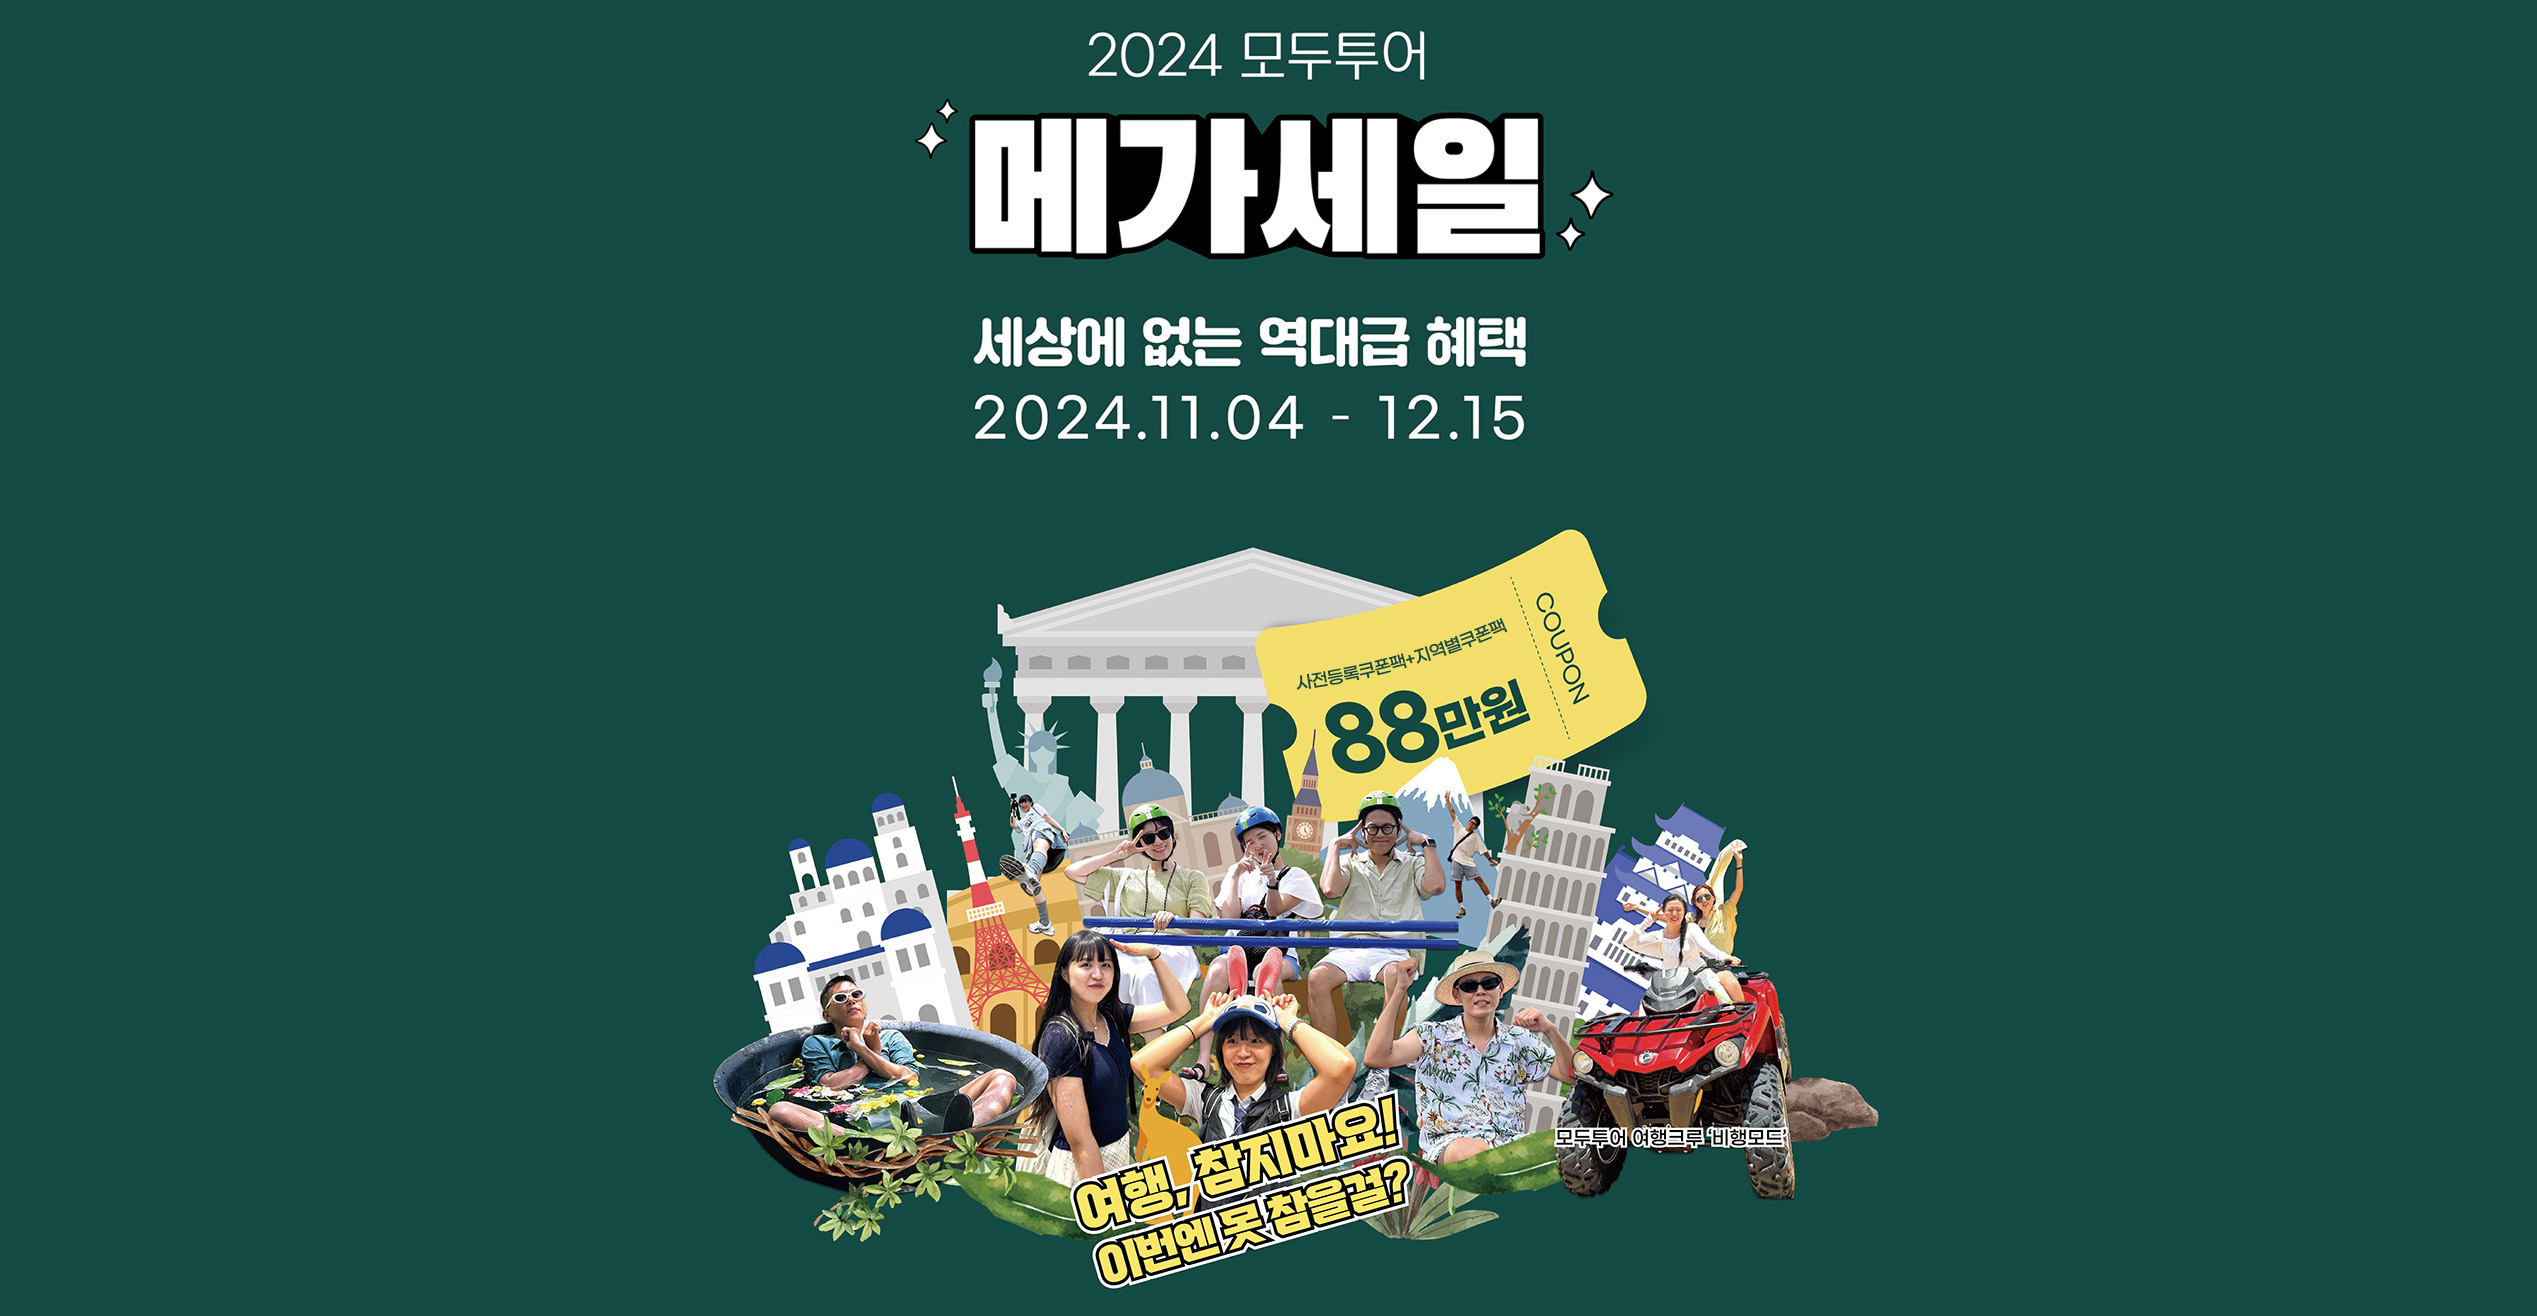 2024 모두투어
메가세일
세상에 없는 역대급 혜택
2024.11.04 - 12.15
사전등록쿠폰팩+지역별쿠폰팩
88만원
COUPON
모두투어 여행크루 '비행모드'
여행, 참지마요!
이번엔 못 참을걸?